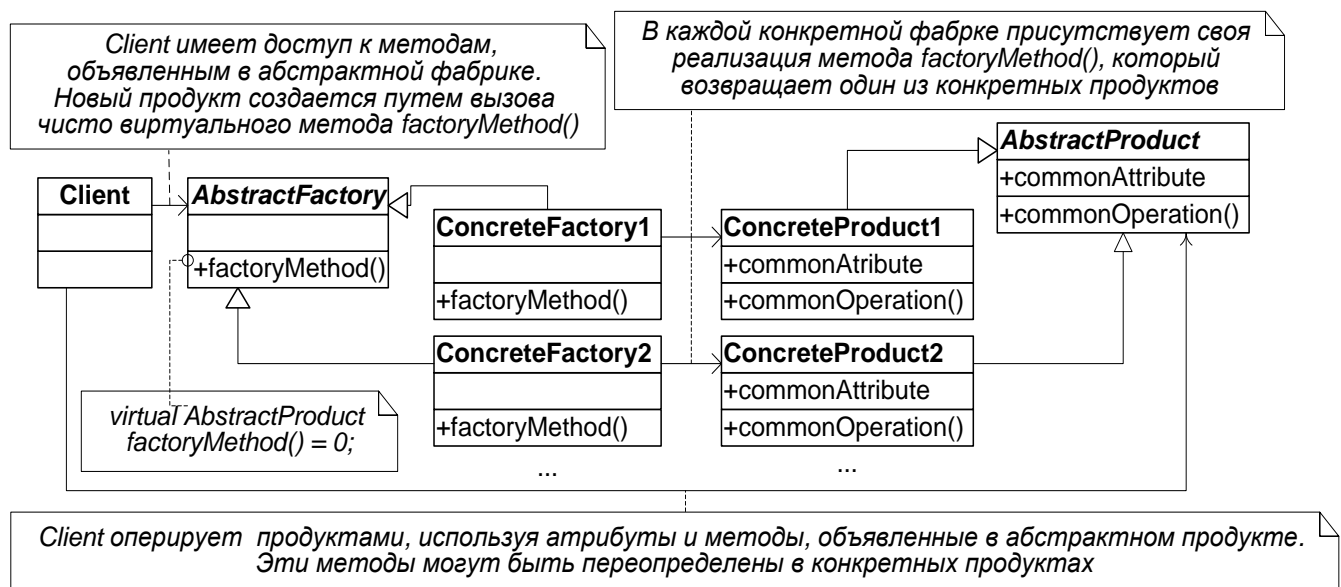 Client имеет доступ к методам,
объявленным в абстрактной фабрике.
Новый продукт создается путем вызова
чисто виртуального метода factoryMethod()
В каждой конкретной фабрке присутствует своя
реализация метода factoryMethod(), который
возвращает один из конкретных продуктов
AbstractProduct
+commonAttribute
+commonOperation()
Client
AbstractFactory
+factoryMethod()
ConcreteFactory1
+factoryMethod()
ConcreteProduct1
+commonAtribute
+commonOperation()
ConcreteFactory2
+factoryMethod()
ConcreteProduct2
+commonAttribute
+commonOperation()
virtual AbstractProduct
factoryMethod() = 0;
...
...
Client оперирует продуктами, используя атрибуты и методы, объявленные в абстрактном продукте.
Эти методы могут быть переопределены в конкретных продуктах